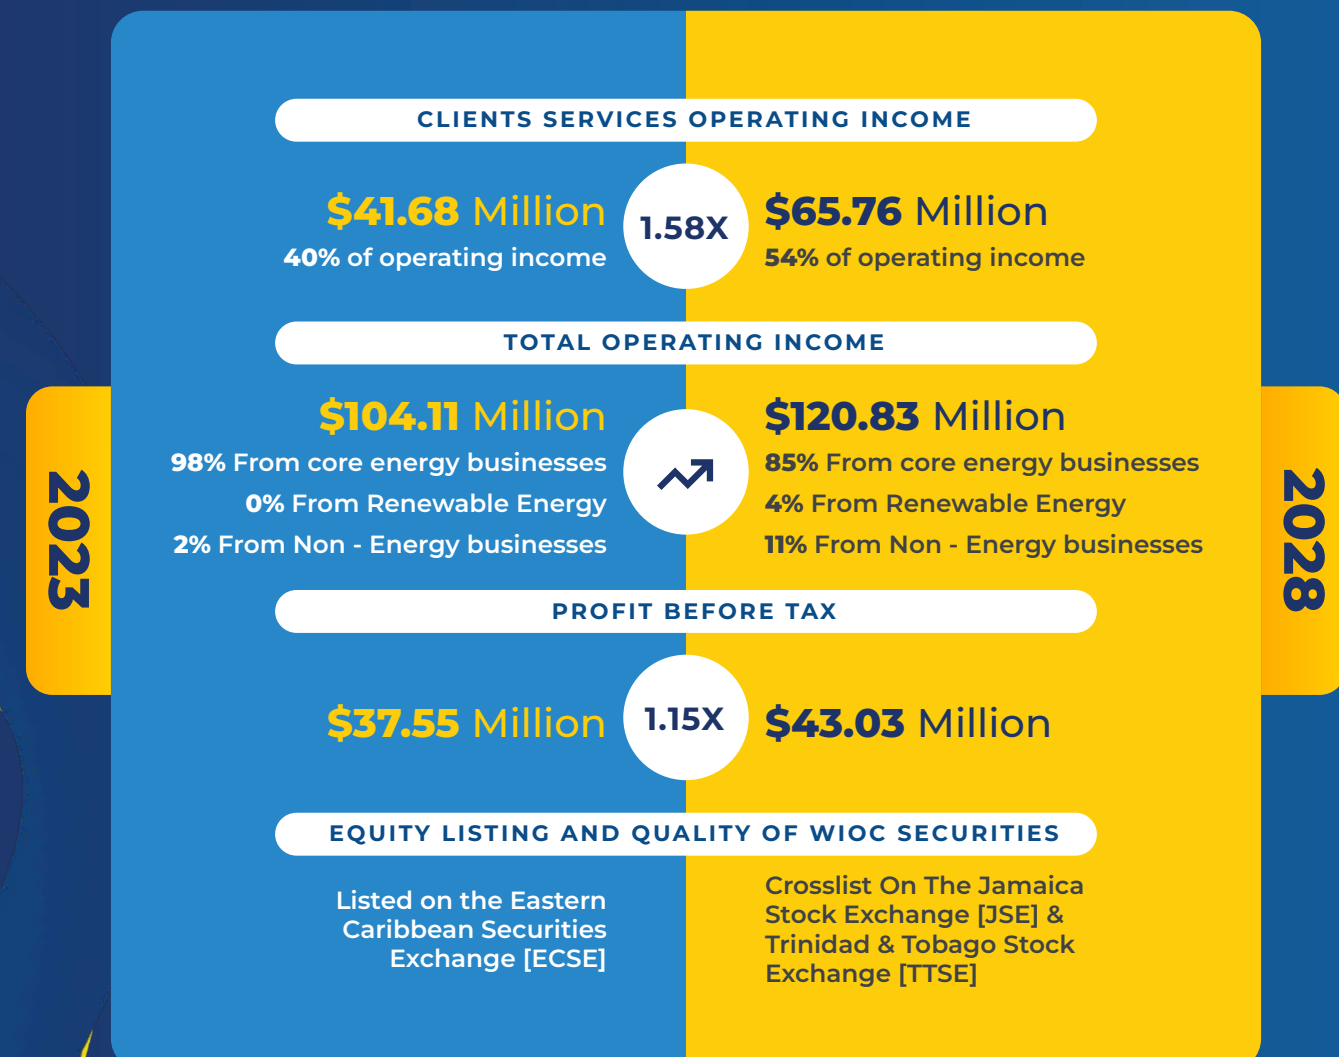 CLIENTS SERVICES OPERATING INCOME
$41.68 Million
40% of operating income
1.58X
$65.76 Million
54% of operating income
TOTAL OPERATING INCOME
$104.11 Million
98% From core energy businesses
0% From Renewable Energy
2% From Non - Energy businesses
$120.83 Million
85% From core energy businesses
4% From Renewable Energy
11% From Non - Energy businesses
2023
2028
PROFIT BEFORE TAX
$37.55 Million
1.15X
$43.03 Million
EQUITY LISTING AND QUALITY OF WIOC SECURITIES
Listed on the Eastern
Caribbean Securities
Exchange [ECSE]
Crosslist On The Jamaica
Stock Exchange [JSE] &
Trinidad & Tobago Stock
Exchange [TTSE]